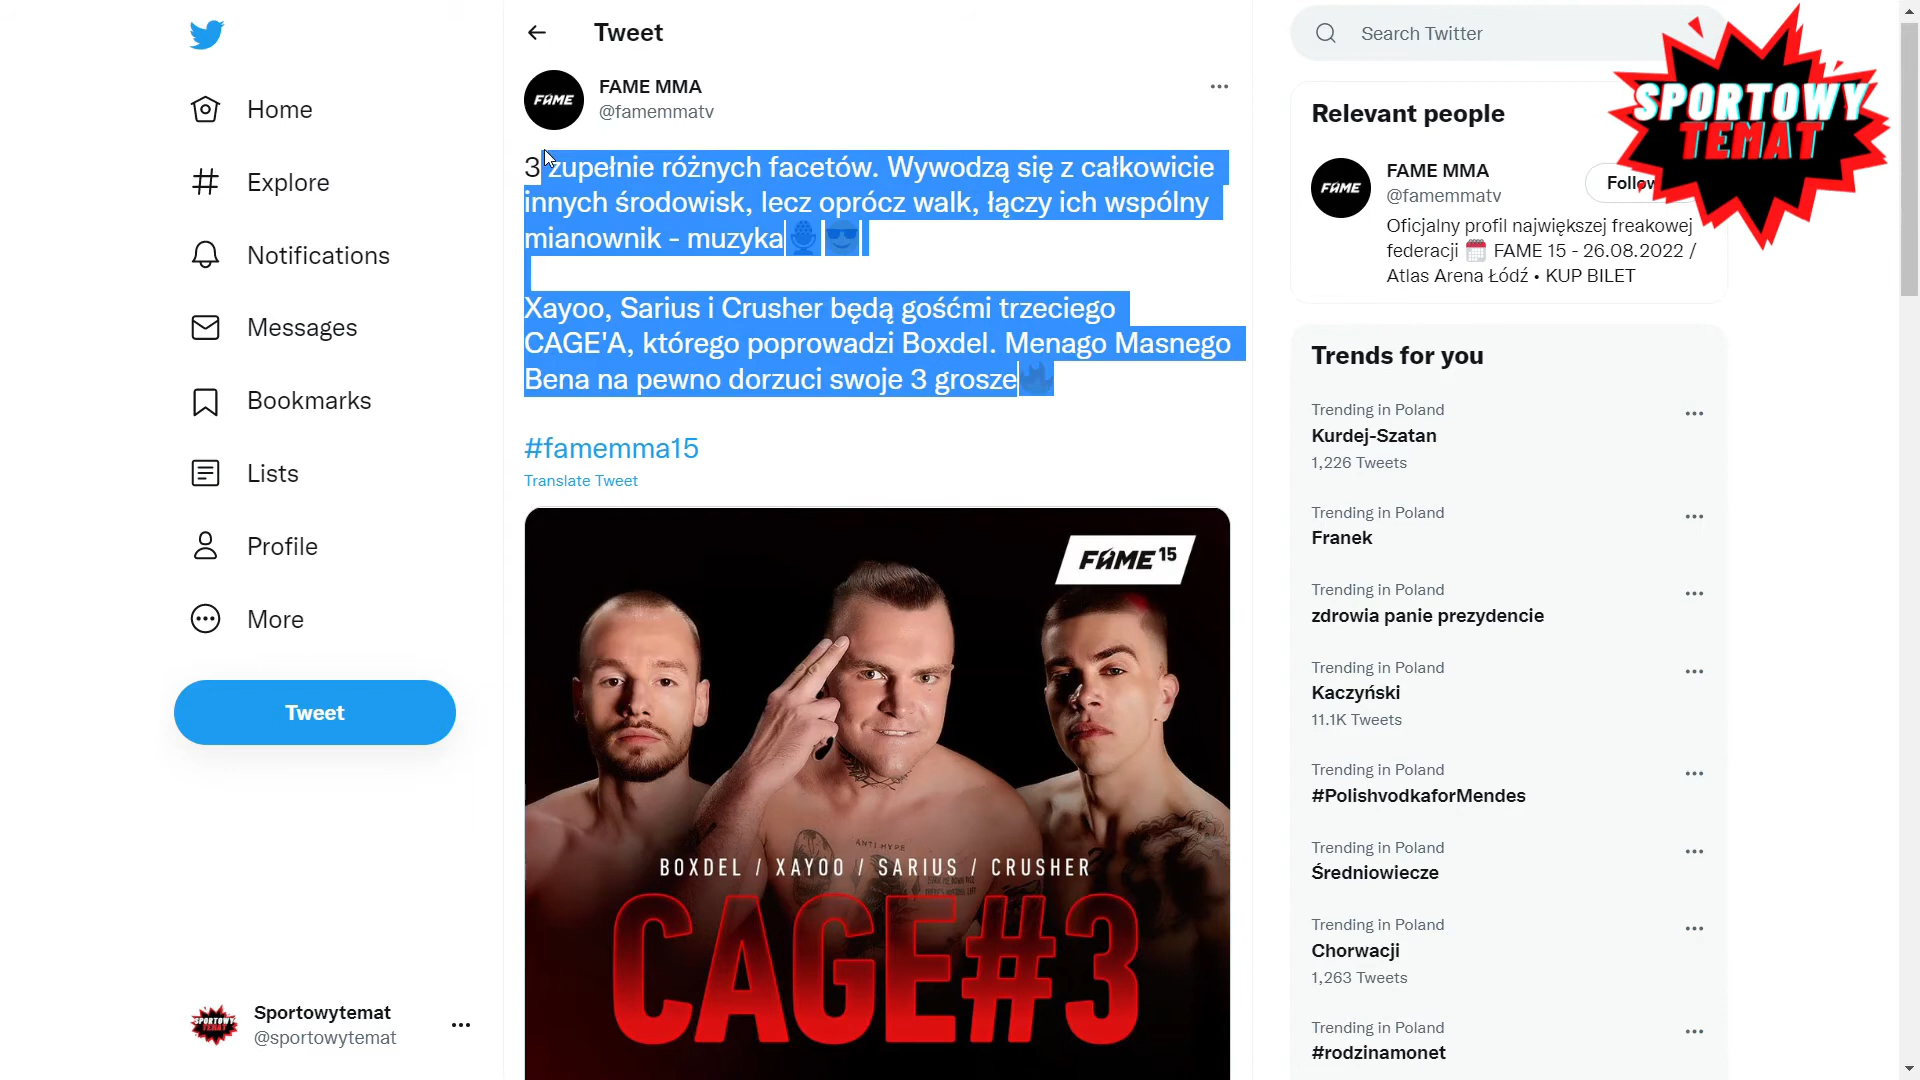 Home
Explore
Notifications
Messages
Bookmarks
Lists
Profile
More
Tweet
Sportowytemat
@sportowytemat
Tweet
FAME
FAME MMA
@famemmatv
3 zupełnie różnych facetów. Wywodzą się z całkowicie
innych środowisk, lecz oprócz walk, łączy ich wspólny
mianownik - muzyka🎙️😎
Xayoo, Sarius i Crusher będą gośćmi trzeciego
CAGE'A, którego poprowadzi Boxdel. Menago Masnego
Bena na pewno dorzuci swoje 3 grosze🔥
#famemma15
Translate Tweet
FAME 15
ANTI HYPE
BOXDEL / XAYOO / SARIUS / CRUSHER
CAGE#3
Search Twitter
SPORTOWY
TEMAT
Relevant people
FAME
FAME MMA
@famemmatv
Follow
Oficjalny profil największej freakowej
federacji 🗓️ FAME 15 - 26.08.2022 /
Atlas Arena Łódź • KUP BILET
Trends for you
Trending in Poland
Kurdej-Szatan
1,226 Tweets
Trending in Poland
Franek
Trending in Poland
zdrowia panie prezydencie
Trending in Poland
Kaczyński
11.1K Tweets
Trending in Poland
#PolishvodkaforMendes
Trending in Poland
Średniowiecze
Trending in Poland
Chorwacji
1,263 Tweets
Trending in Poland
#rodzinamonet